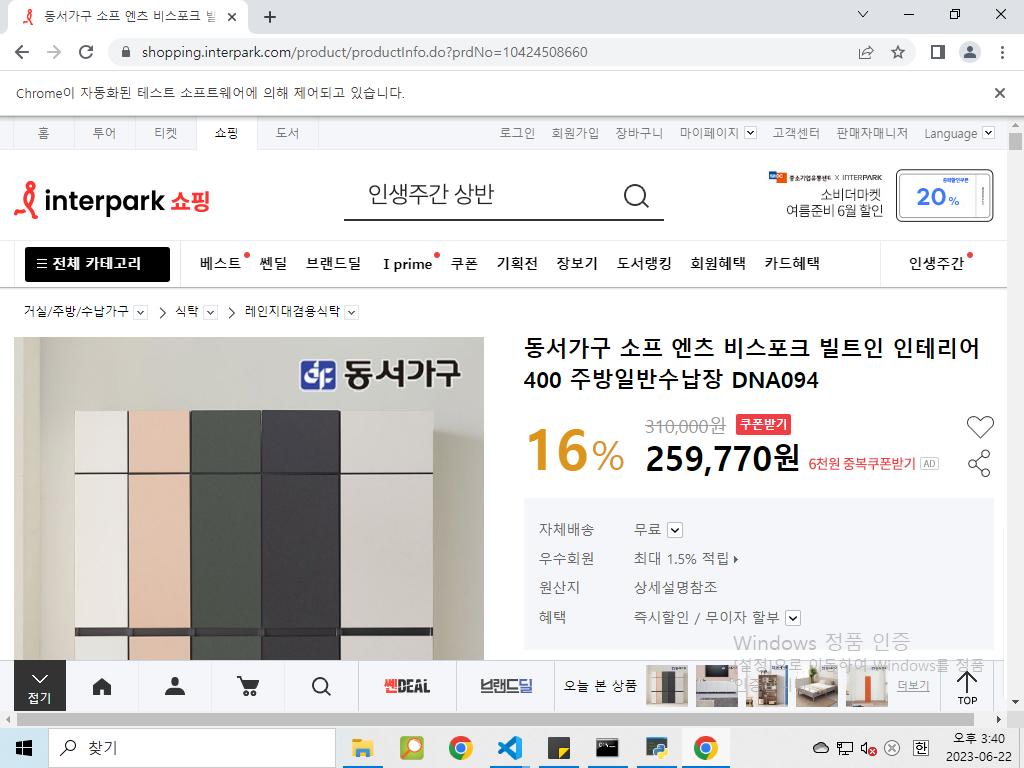 동서가구 소프 엔츠 비스포크 빌
shopping.interpark.com/product/productInfo.do?prdNo=10424508660
Chrome이 자동화된 테스트 소프트웨어에 의해 제어되고 있습니다.
홈 투어 티켓 쇼핑 도서 로그인 회원가입 장바구니 마이페이지 고객센터 판매자매니저 Language
interpark 쇼핑
인생주간 상반
중소기업유통센터 X INTERPARK
소비더마켓
여름준비 6월 할인
20%
전체 카테고리 베스트 쎈딜 브랜드딜 I prime 쿠폰 기획전 장보기 도서랭킹 회원혜택 카드혜택 인생주간
거실/주방/수납가구 식탁 레인지대겸용식탁
동서가구
동서가구 소프 엔츠 비스포크 빌트인 인테리어
400 주방일반수납장 DNA094
16%
310,000원 쿠폰받기
259,770원 6천원 중복쿠폰받기 AD
자체배송 무료
우수회원 최대 1.5% 적립
원산지 상세설명참조
혜택 즉시할인 / 무이자 할부
Windows 정품 인증
[설정]으로 이동하여 Windows를 정품
접기
쎈DEAL
브랜드딜
오늘 본 상품
더보기
TOP
찾기
한
오후 3:40
2023-06-22